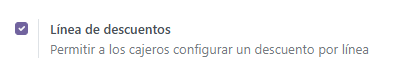 Línea de descuentos
Permitir a los cajeros configurar un descuento por línea